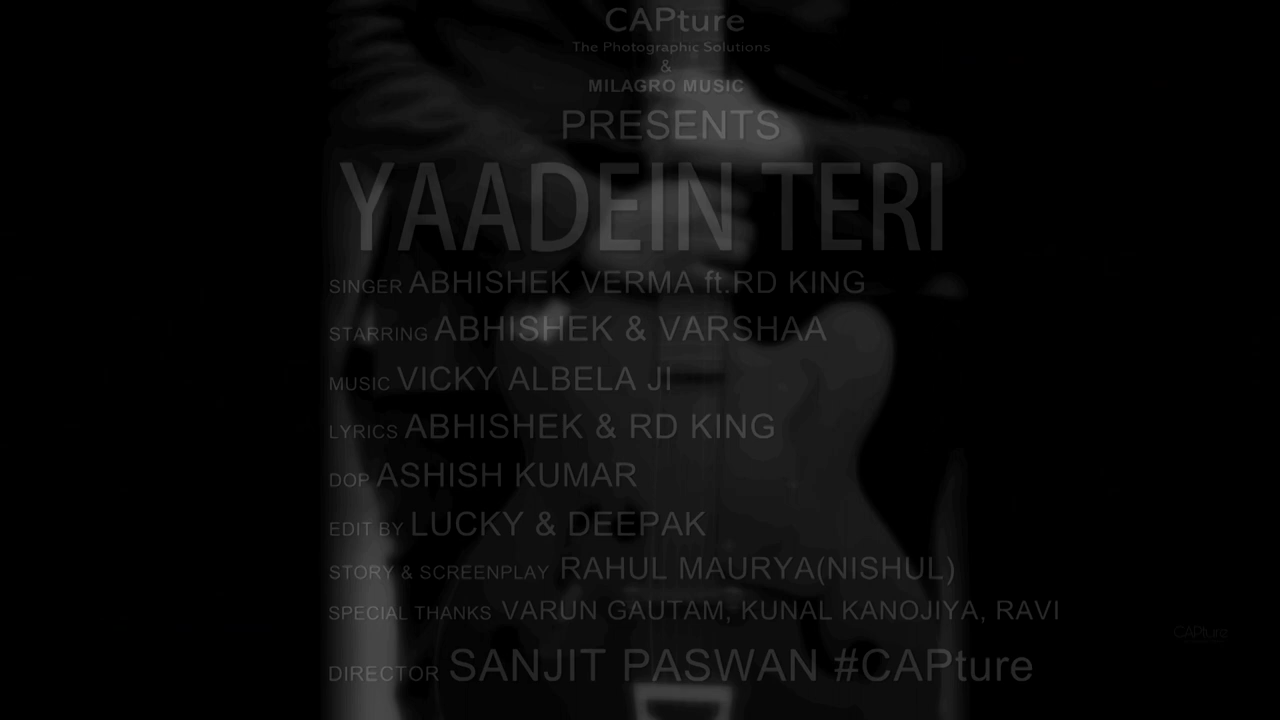 CAPture
The Photographic Solutions
&
MILAGRO MUSIC
PRESENTS
YAADEIN TERI
SINGER ABHISHEK VERMA ft.RD KING
STARRING ABHISHEK & VARSHAA
MUSIC VICKY ALBELA JI
LYRICS ABHISHEK & RD KING
DOP ASHISH KUMAR
EDIT BY LUCKY & DEEPAK
STORY & SCREENPLAY RAHUL MAURYA(NISHUL)
SPECIAL THANKS VARUN GAUTAM, KUNAL KANOJIYA, RAVI
CAPture
DIRECTOR SANJIT PASWAN #CAPture